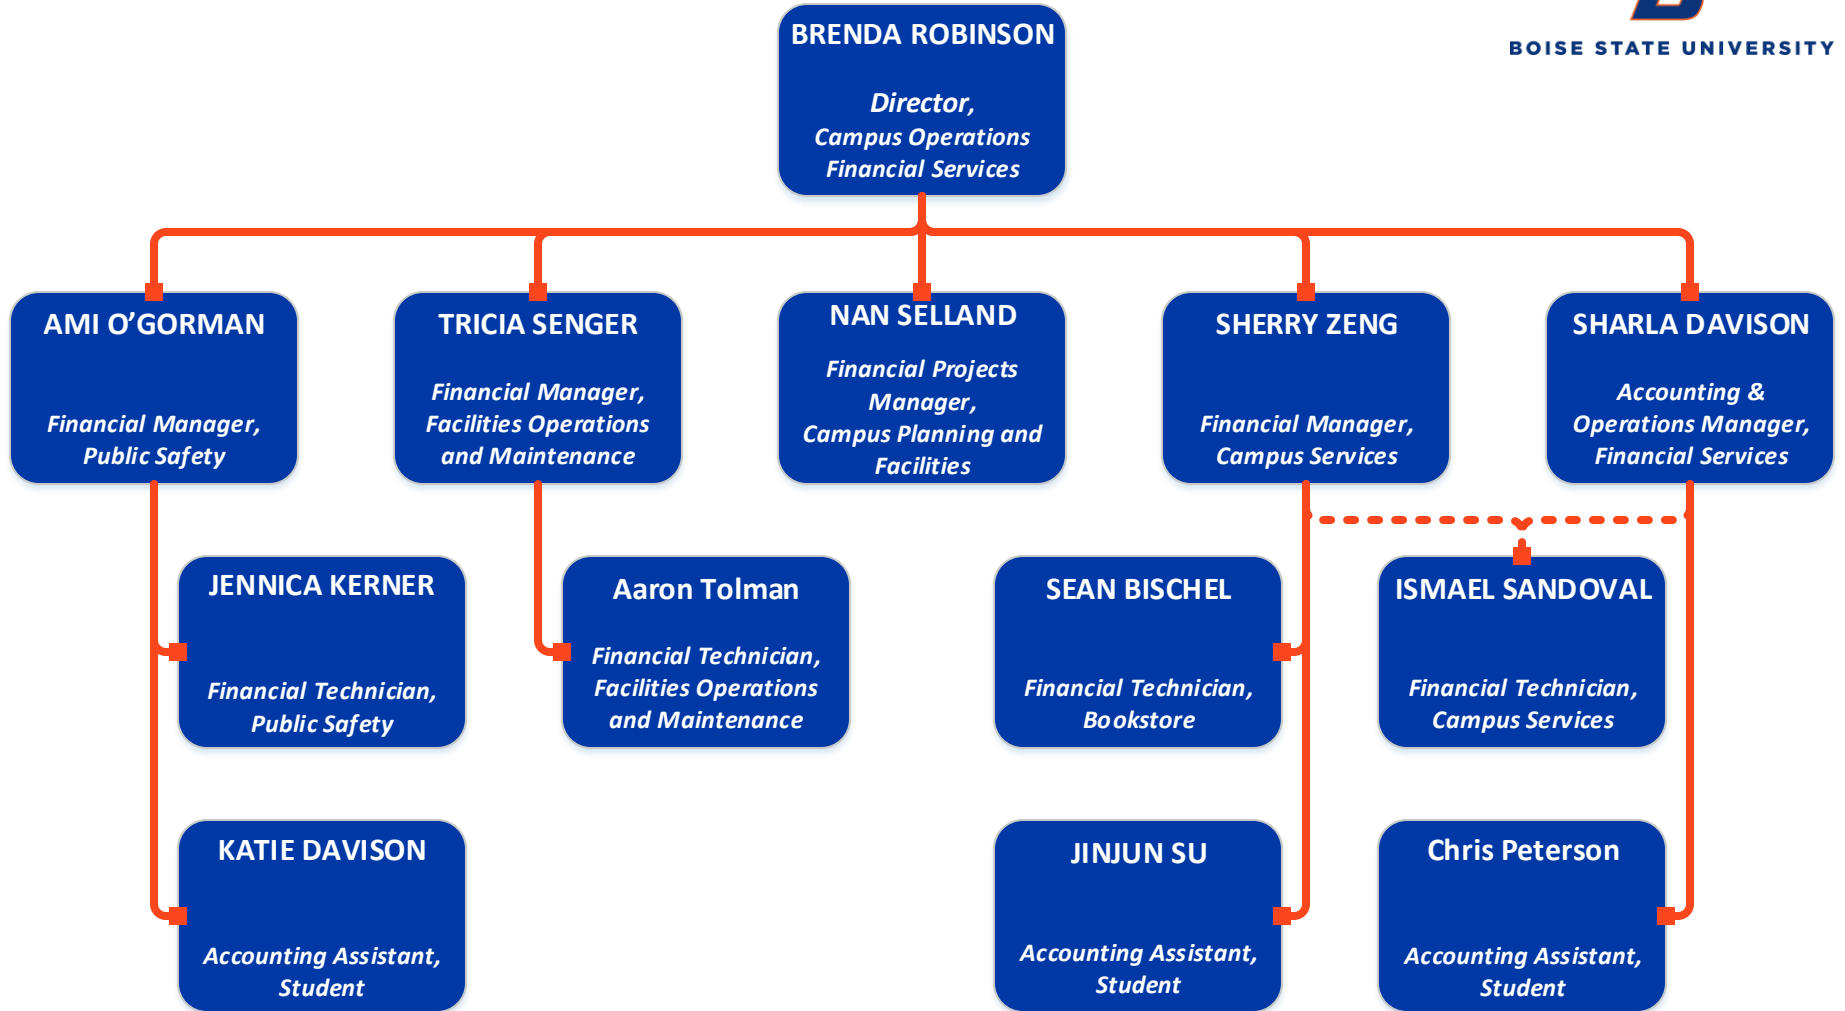 BOISE STATE UNIVERSITY
BRENDA ROBINSON
Director,
Campus Operations
Financial Services
AMI O’GORMAN
Financial Manager,
Public Safety
TRICIA SENGER
Financial Manager,
Facilities Operations
and Maintenance
NAN SELLAND
Financial Projects
Manager,
Campus Planning and
Facilities
SHERRY ZENG
Financial Manager,
Campus Services
SHARLA DAVISON
Accounting &
Operations Manager,
Financial Services
JENNICA KERNER
Financial Technician,
Public Safety
Aaron Tolman
Financial Technician,
Facilities Operations
and Maintenance
SEAN BISCHEL
Financial Technician,
Bookstore
ISMAEL SANDOVAL
Financial Technician,
Campus Services
KATIE DAVISON
Accounting Assistant,
Student
JINJUN SU
Accounting Assistant,
Student
Chris Peterson
Accounting Assistant,
Student